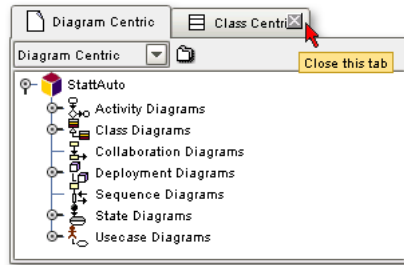 Diagram Centric
Class Centri
Diagram Centric
Close this tab
StattAuto
Activity Diagrams
Class Diagrams
Collaboration Diagrams
Deployment Diagrams
Sequence Diagrams
State Diagrams
Usecase Diagrams